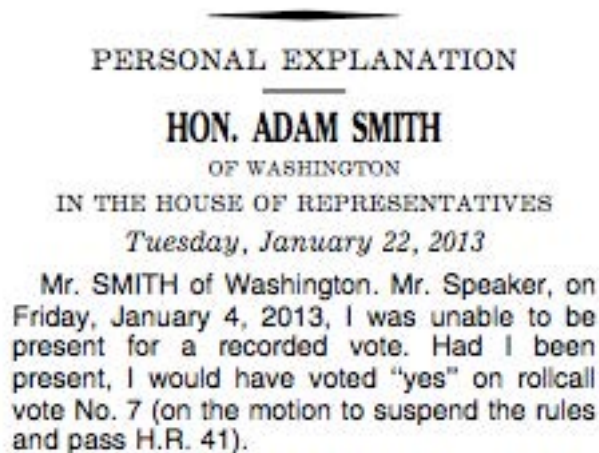 PERSONAL EXPLANATION
HON. ADAM SMITH
OF WASHINGTON
IN THE HOUSE OF REPRESENTATIVES
Tuesday, January 22, 2013
Mr. SMITH of Washington. Mr. Speaker, on
Friday, January 4, 2013, I was unable to be
present for a recorded vote. Had I been
present, I would have voted “yes” on rollcall
vote No. 7 (on the motion to suspend the rules
and pass H.R. 41).